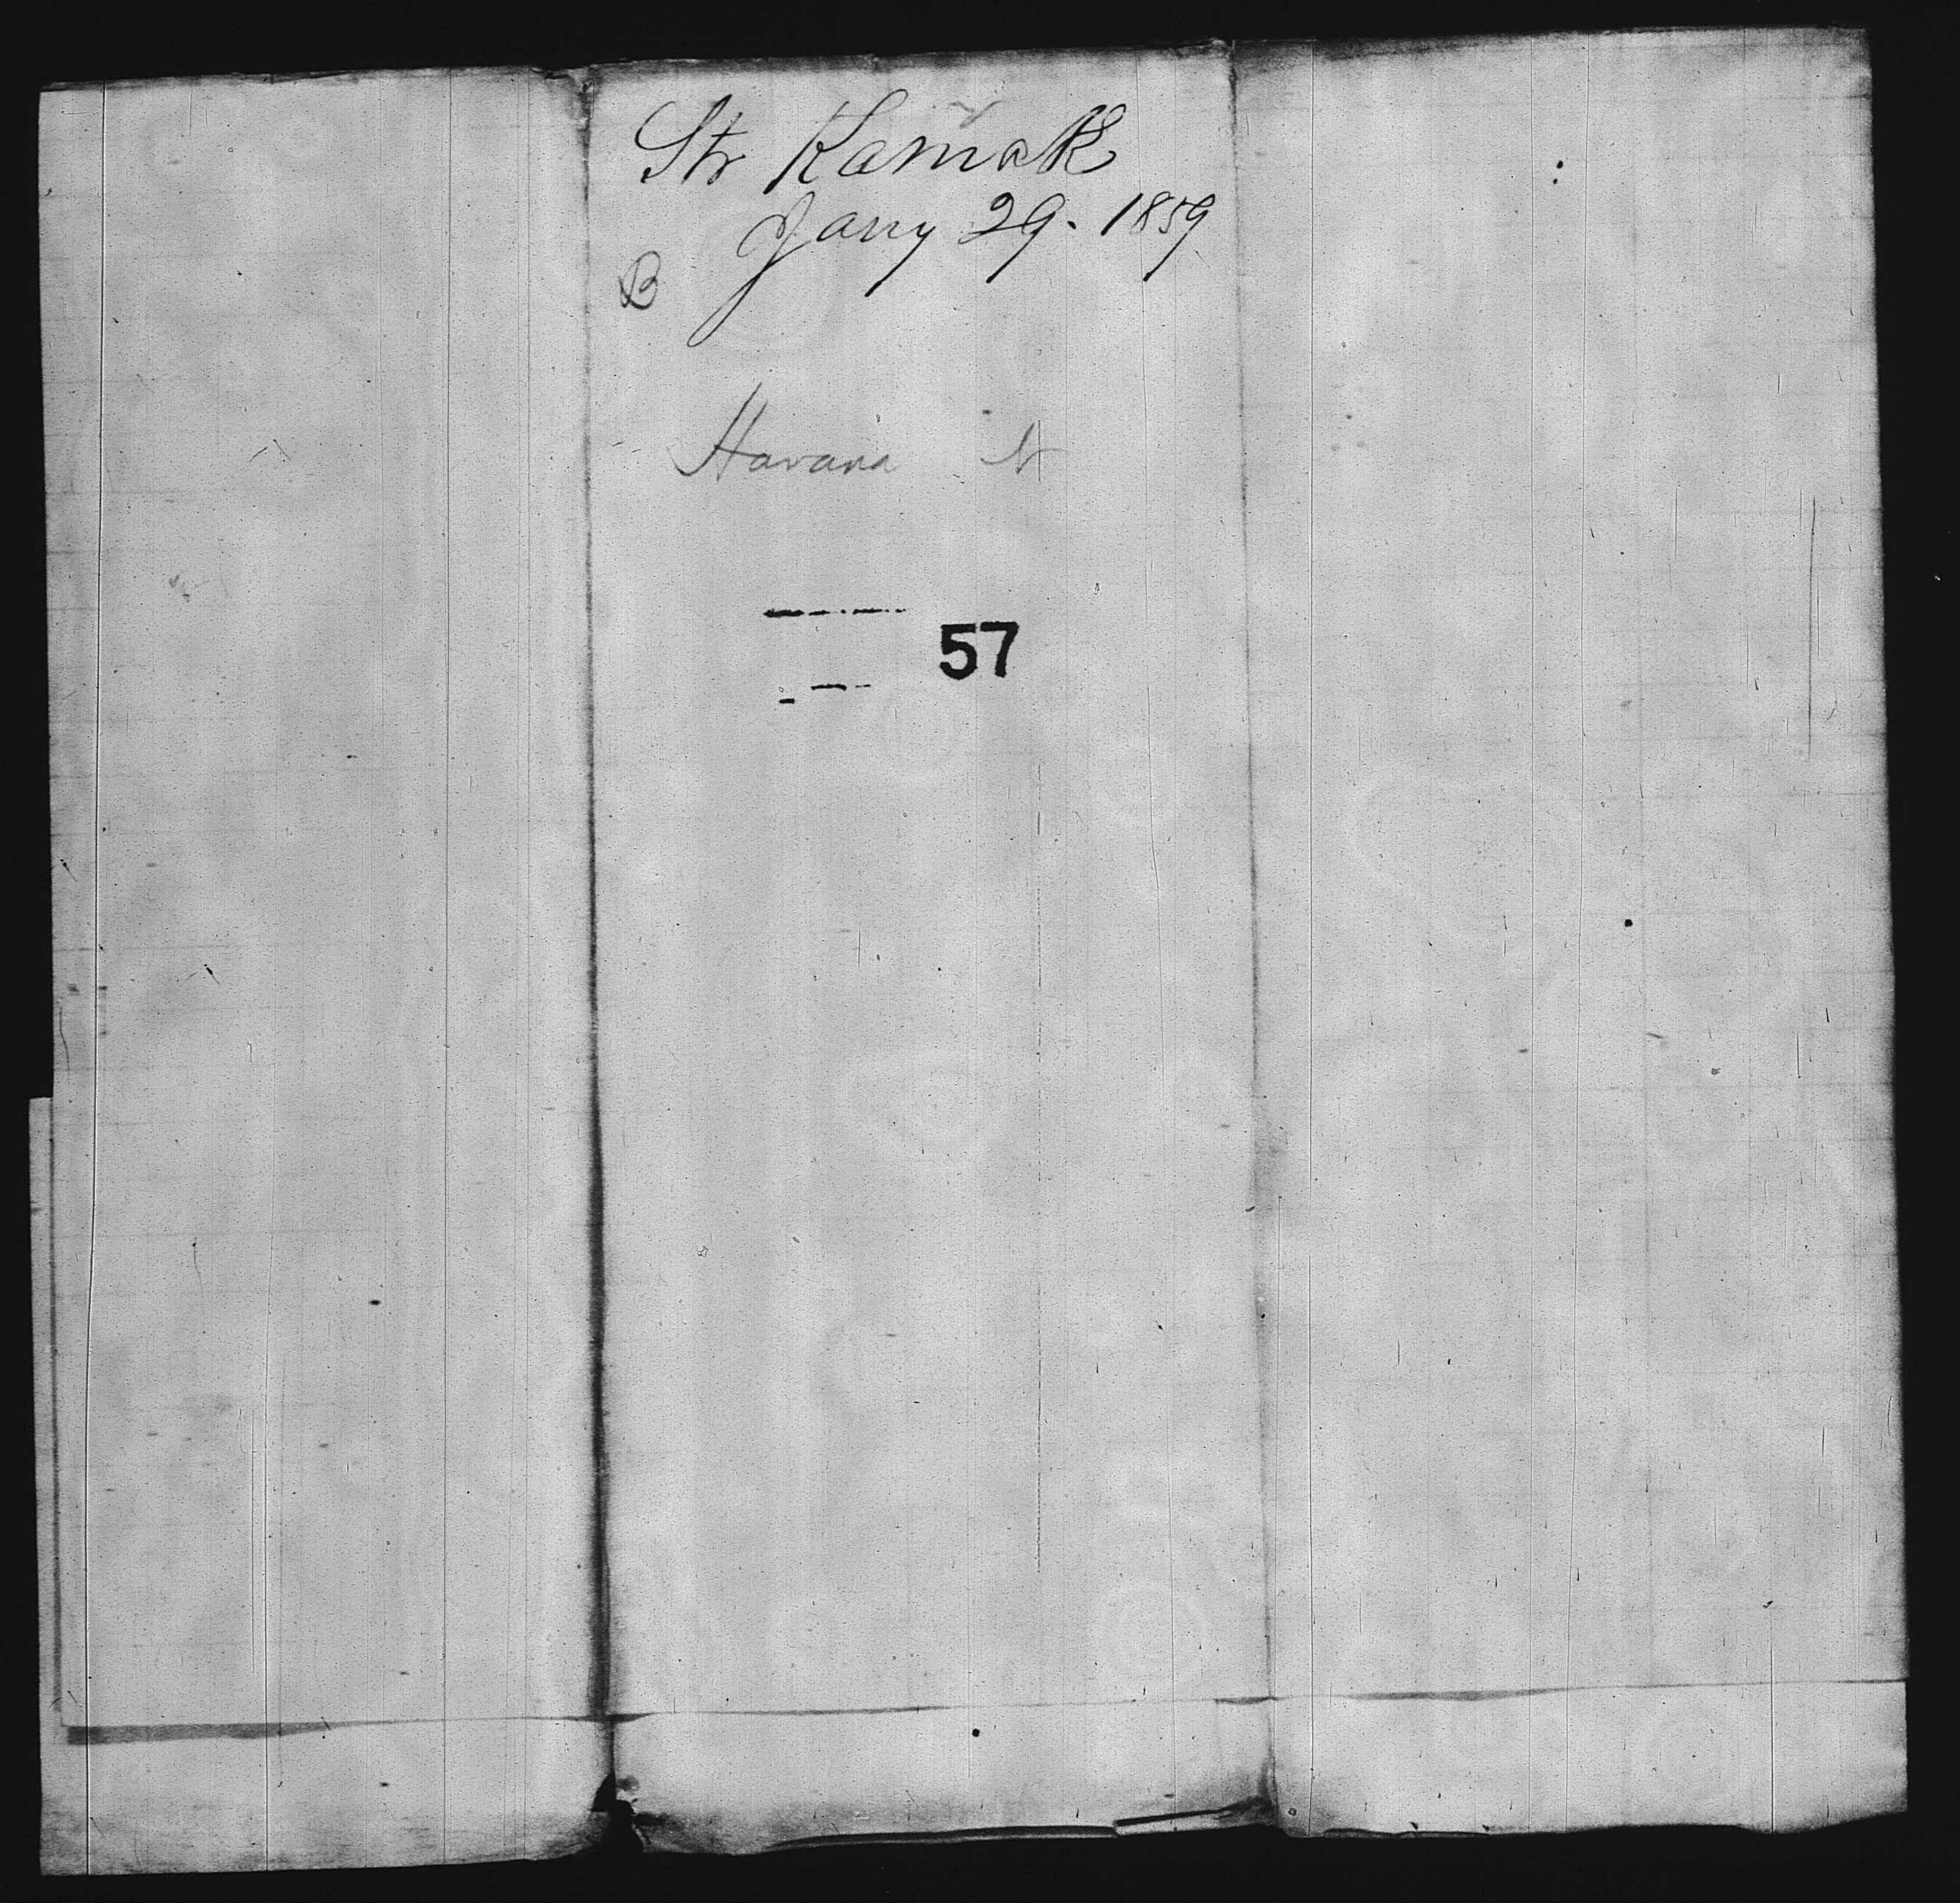 Str Karnak
Jany 29. 1859
B
Havana N
57